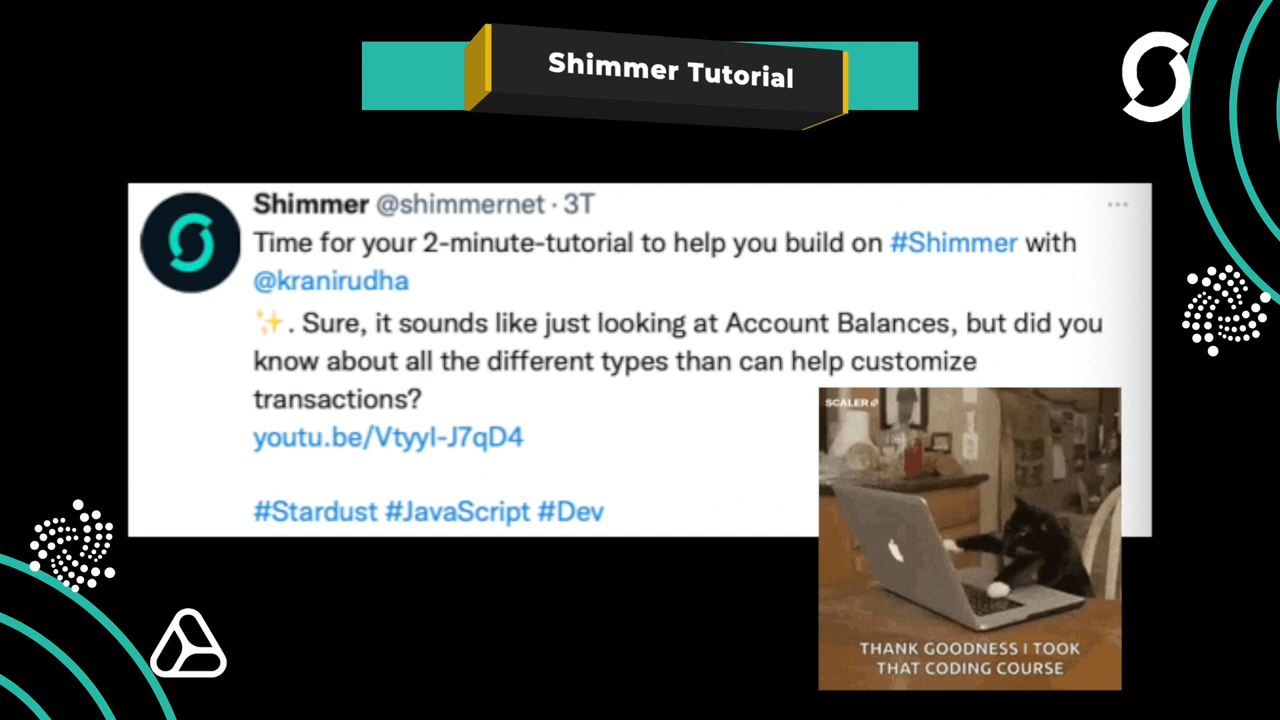 Shimmer Tutorial
Shimmer @shimmernet · 3T
Time for your 2-minute-tutorial to help you build on #Shimmer with
@kranirudha
✨. Sure, it sounds like just looking at Account Balances, but did you
know about all the different types than can help customize
transactions?
youtu.be/VtyyI-J7qD4
#Stardust #JavaScript #Dev
SCALER
THANK GOODNESS I TOOK
THAT CODING COURSE